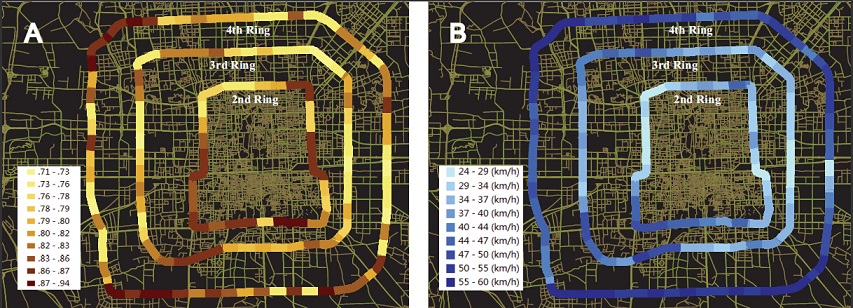 A
4th Ring
3rd Ring
2nd Ring
.71 - .73
.73 - .76
.76 - .78
.78 - .79
.79 - .80
.80 - .82
.82 - .83
.83 - .86
.86 - .87
.87 - .94
B
4th Ring
3rd Ring
2nd Ring
24 - 29 (km/h)
29 - 34 (km/h)
34 - 37 (km/h)
37 - 40 (km/h)
40 - 44 (km/h)
44 - 47 (km/h)
47 - 50 (km/h)
50 - 55 (km/h)
55 - 60 (km/h)